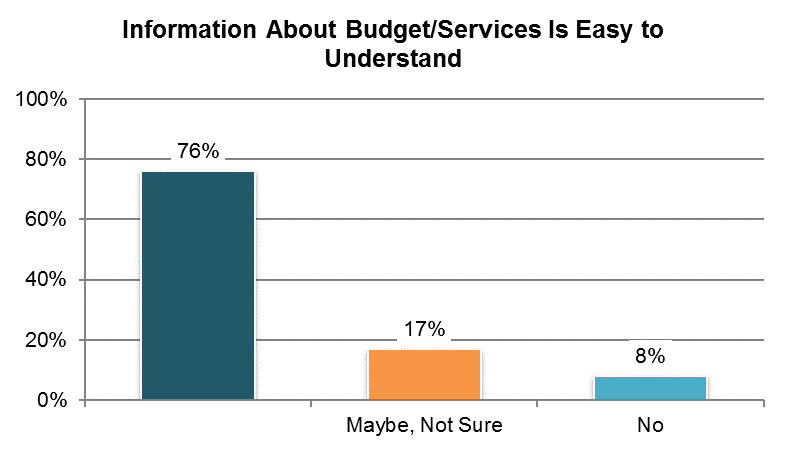 Information About Budget/Services Is Easy to
Understand
100%
80%
60%
40%
20%
0%
76%
17%
8%
Maybe, Not Sure
No